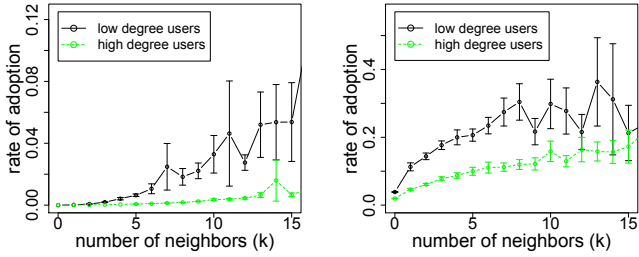 low degree users
high degree users
rate of adoption
0.00
0.04
0.08
0.12
0
5
10
15
number of neighbors (k)
low degree users
high degree users
rate of adoption
0.0
0.2
0.4
0
5
10
15
number of neighbors (k)